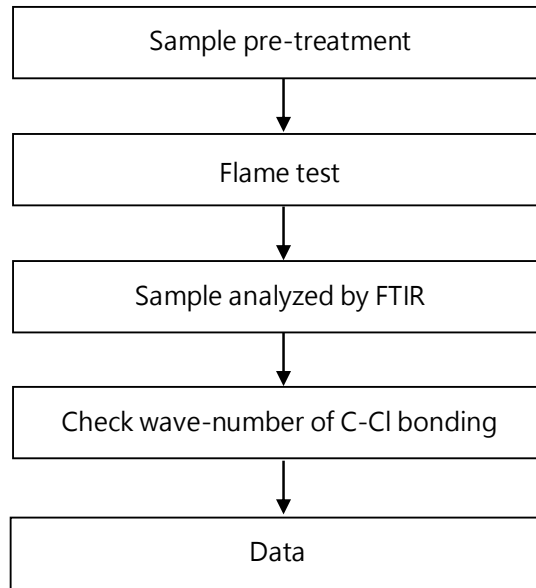 Sample pre-treatment
Flame test
Sample analyzed by FTIR
Check wave-number of C-Cl bonding
Data